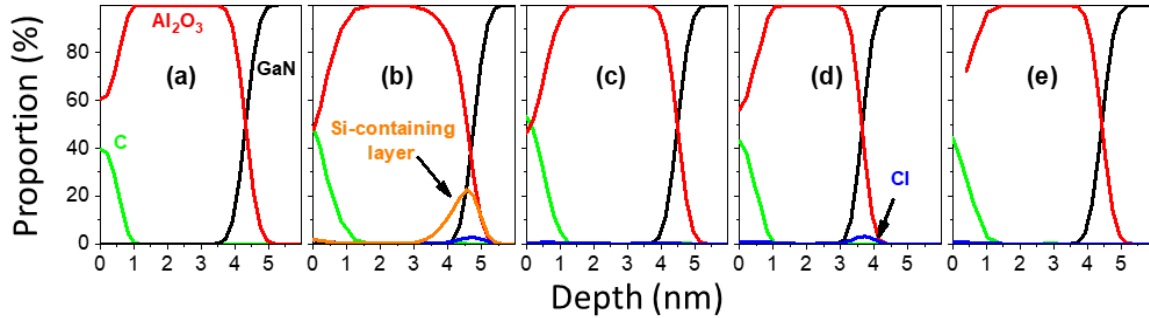 Proportion (%)
80
60
40
20
0
Al₂O₃
GaN
C
(a)
(b)
Si-containing
layer
(c)
(d)
Cl
(e)
0 1 2 3 4 5
0 1 2 3 4 5
0 1 2 3 4 5
0 1 2 3 4 5
0 1 2 3 4 5
Depth (nm)